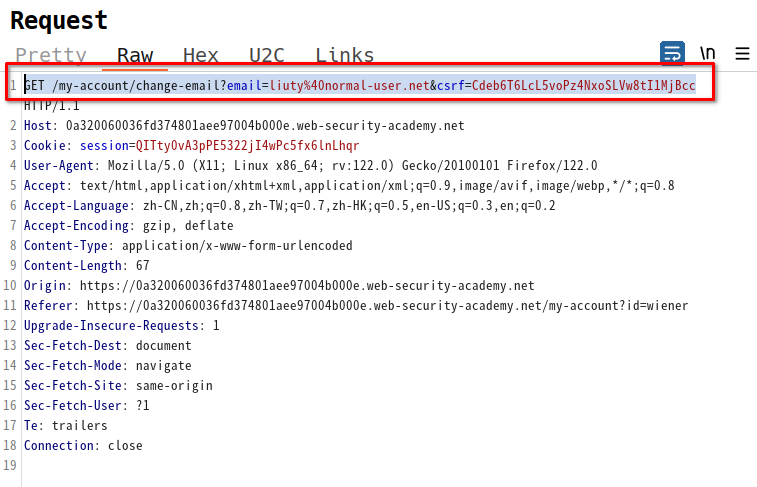 Request
Pretty Raw Hex U2C Links \n
1 GET /my-account/change-email?email=liuty%40normal-user.net&csrf=Cdeb6T6LcL5voPz4NxoSLVw8tI1MjBcc
HTTP/1.1
2 Host: 0a320060036fd374801aee97004b000e.web-security-academy.net
3 Cookie: session=QITty0vA3pPE5322jI4wPc5fx6lnLhqr
4 User-Agent: Mozilla/5.0 (X11; Linux x86_64; rv:122.0) Gecko/20100101 Firefox/122.0
5 Accept: text/html,application/xhtml+xml,application/xml;q=0.9,image/avif,image/webp,*/*;q=0.8
6 Accept-Language: zh-CN,zh;q=0.8,zh-TW;q=0.7,zh-HK;q=0.5,en-US;q=0.3,en;q=0.2
7 Accept-Encoding: gzip, deflate
8 Content-Type: application/x-www-form-urlencoded
9 Content-Length: 67
10 Origin: https://0a320060036fd374801aee97004b000e.web-security-academy.net
11 Referer: https://0a320060036fd374801aee97004b000e.web-security-academy.net/my-account?id=wiener
12 Upgrade-Insecure-Requests: 1
13 Sec-Fetch-Dest: document
14 Sec-Fetch-Mode: navigate
15 Sec-Fetch-Site: same-origin
16 Sec-Fetch-User: ?1
17 Te: trailers
18 Connection: close
19